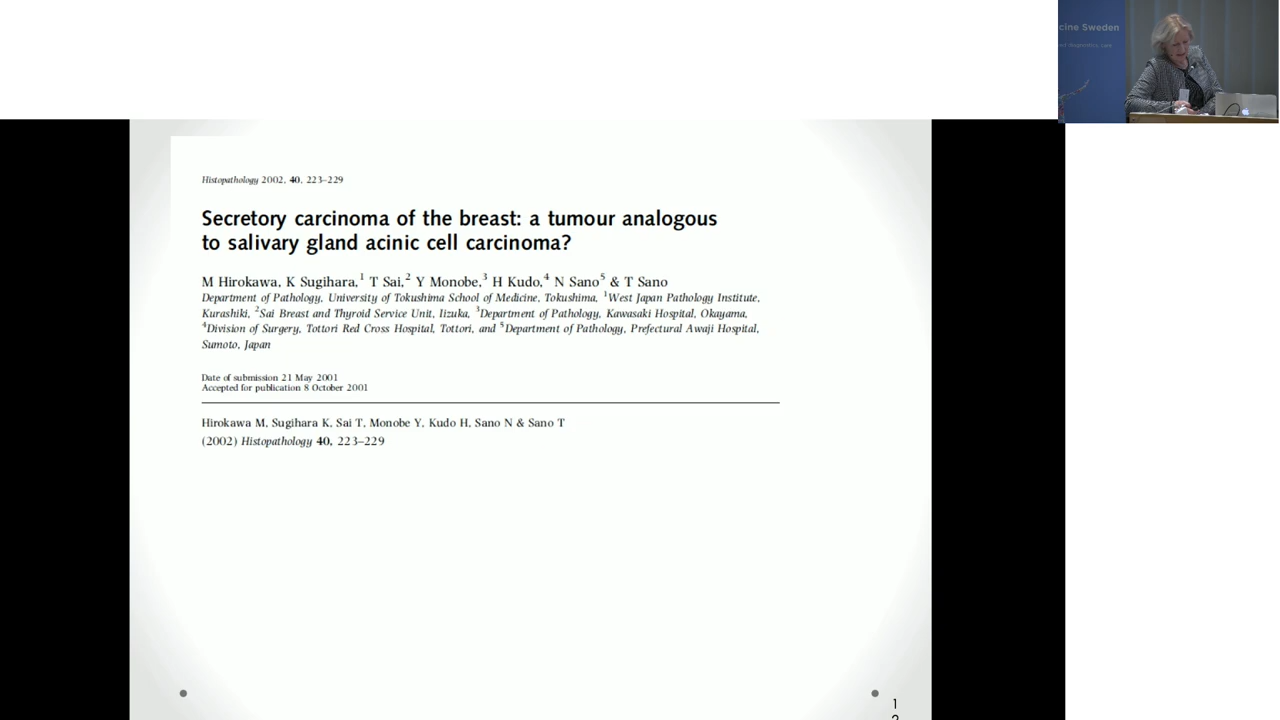 cine Sweden
Histopathology 2002, 40, 223–229
Secretory carcinoma of the breast: a tumour analogous
to salivary gland acinic cell carcinoma?
M Hirokawa, K Sugihara,1 T Sai,2 Y Monobe,3 H Kudo,4 N Sano5 & T Sano
Department of Pathology, University of Tokushima School of Medicine, Tokushima, 1West Japan Pathology Institute,
Kurashiki, 2Sai Breast and Thyroid Service Unit, Iizuka, 3Department of Pathology, Kawasaki Hospital, Okayama,
4Division of Surgery, Tottori Red Cross Hospital, Tottori, and 5Department of Pathology, Prefectural Awaji Hospital,
Sumoto, Japan
Date of submission 21 May 2001
Accepted for publication 8 October 2001
Hirokawa M, Sugihara K, Sai T, Monobe Y, Kudo H, Sano N & Sano T
(2002) Histopathology 40, 223–229
1
2